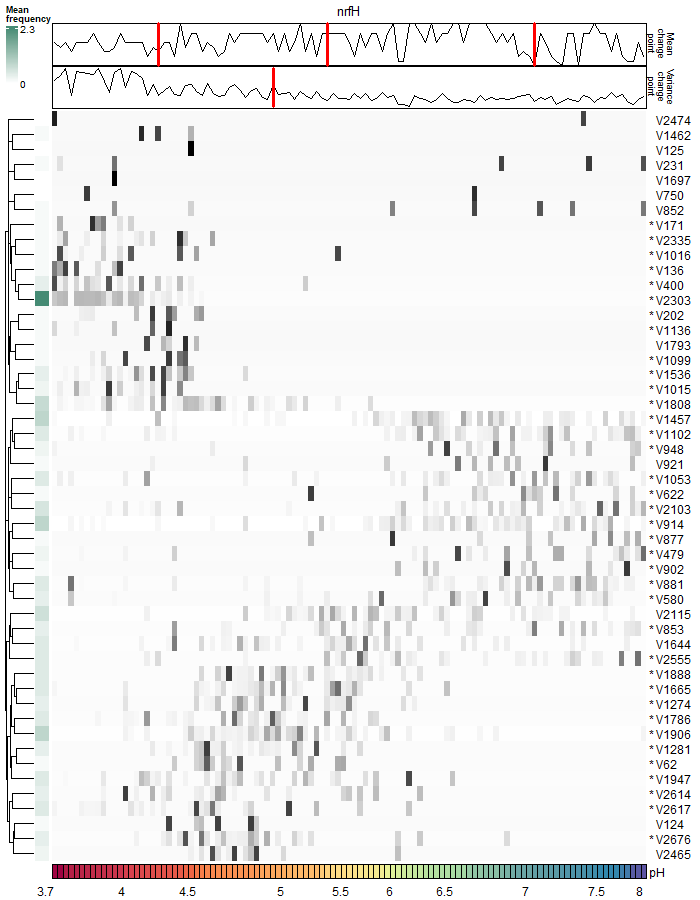 Mean
frequency
2.3
0
nrfH
Mean
change
point
Variance
change
point
V2474
V1462
V125
V231
V1697
V750
V852
* V171
* V2335
* V1016
* V136
* V400
* V2303
* V202
* V1136
V1793
* V1099
* V1536
* V1015
* V1808
* V1457
* V1102
* V948
V921
* V1053
* V622
* V2103
* V914
* V877
* V479
* V902
* V881
* V580
V2115
* V853
V1644
* V2555
* V1888
* V1665
* V1274
* V1786
* V1906
* V1281
* V62
* V1947
* V2614
* V2617
V124
* V2676
V2465
pH
3.7 4 4.5 5 5.5 6 6.5 7 7.5 8